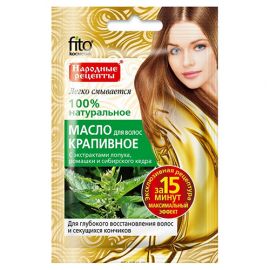 fito
косметик
Народные
рецепты
Легко смывается
100%
натуральное
МАСЛО для волос
КРАПИВНОЕ
С экстрактами лопуха,
ромашки и сибирского кедра
Эксклюзивная рецептура
за
15
минут
МАКСИМАЛЬНЫЙ
ЭФФЕКТ
Для глубокого восстановления волос
и секущихся кончиков